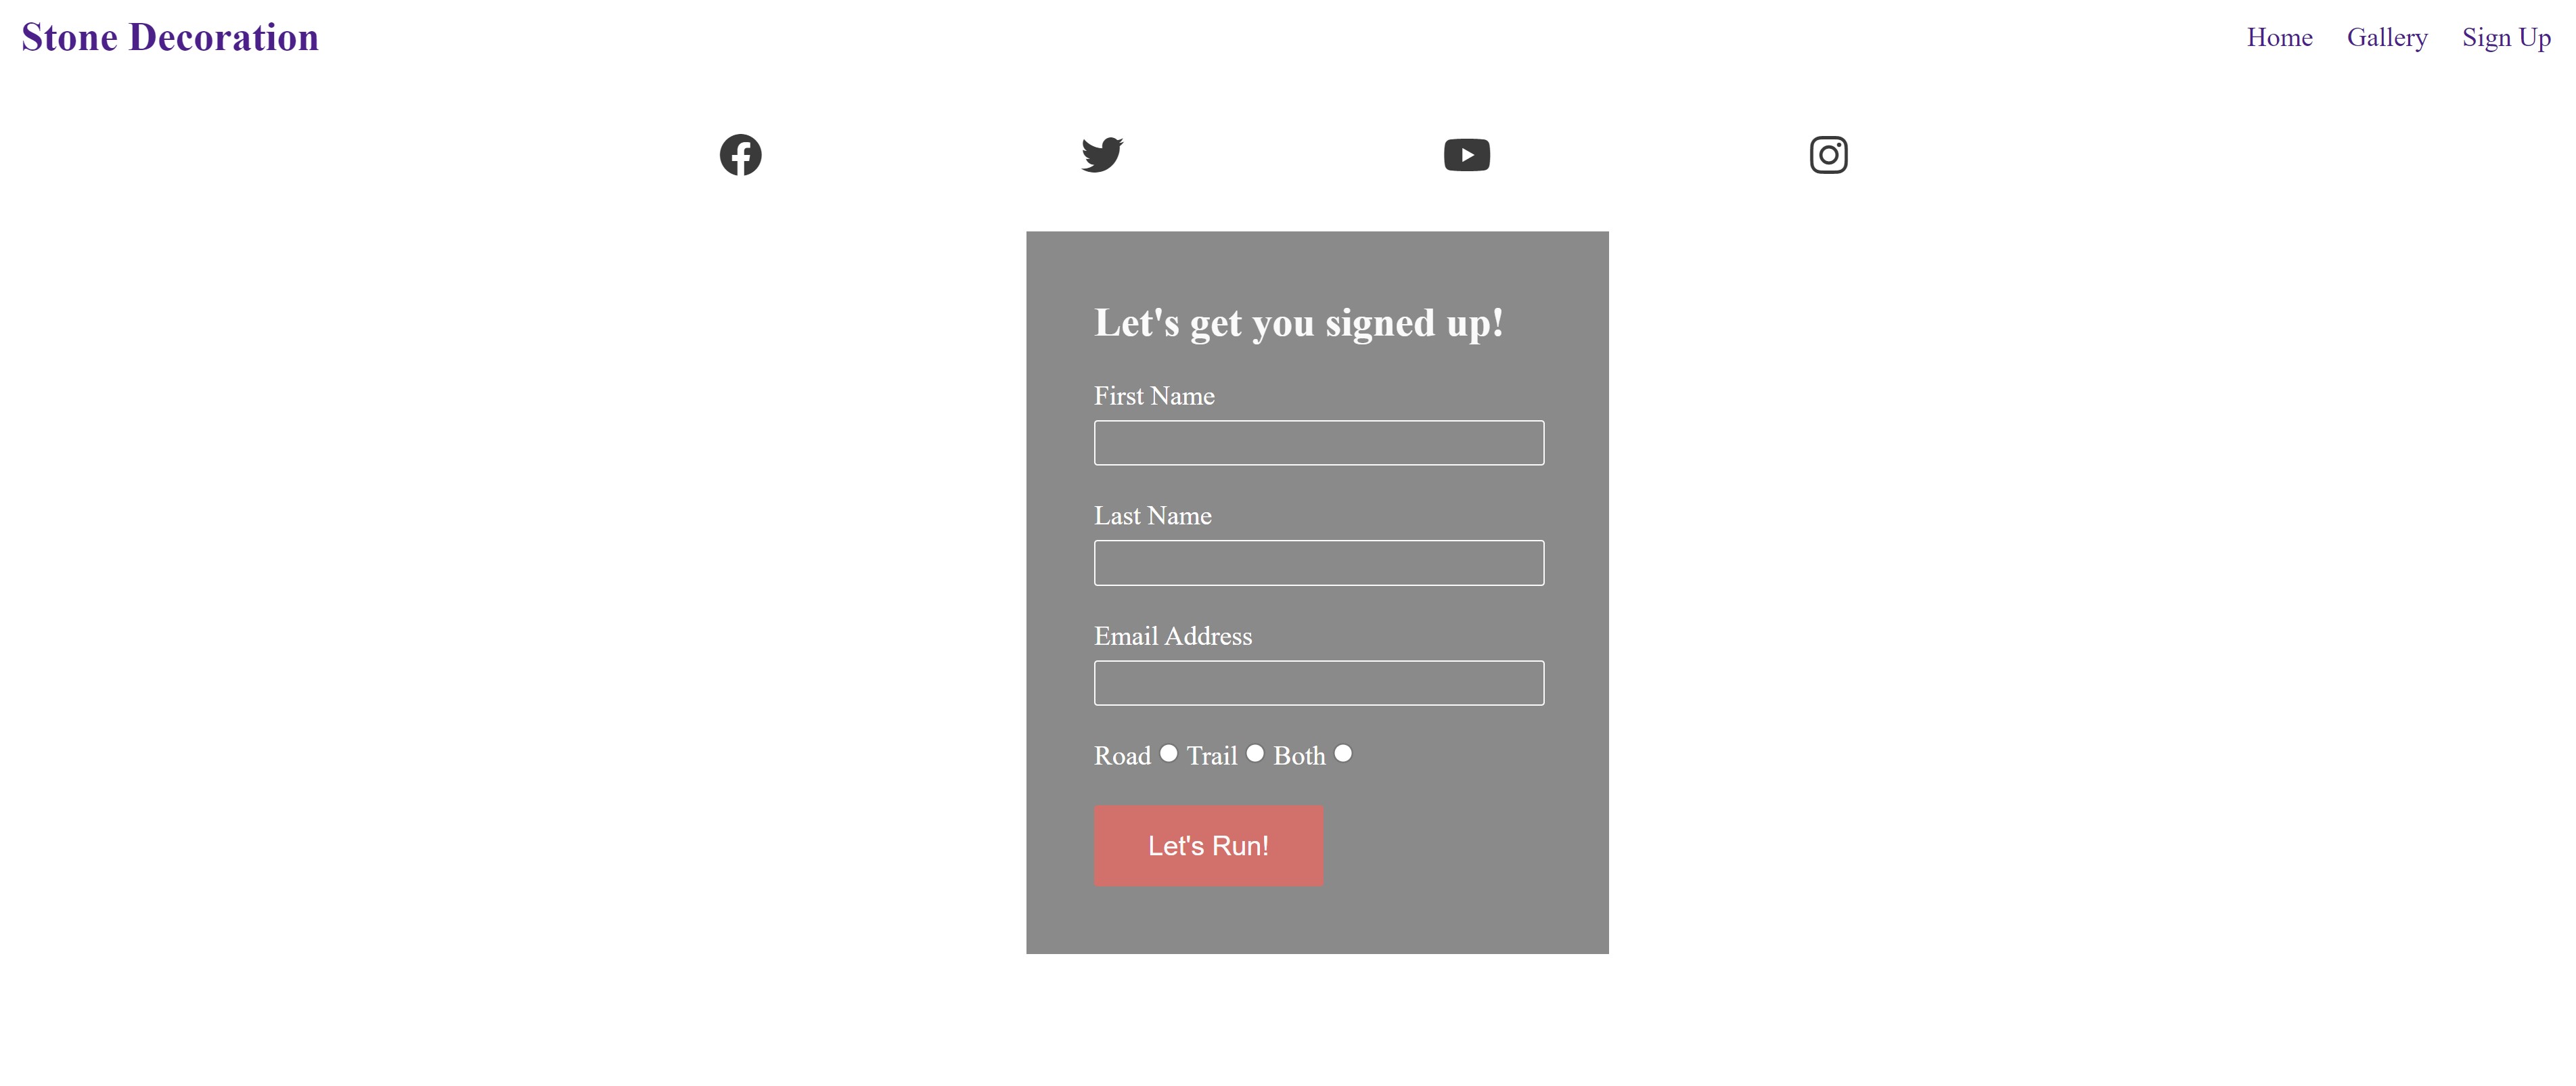 Stone Decoration
Home Gallery Sign Up
Let's get you signed up!
First Name
Last Name
Email Address
Road Trail Both
Let's Run!